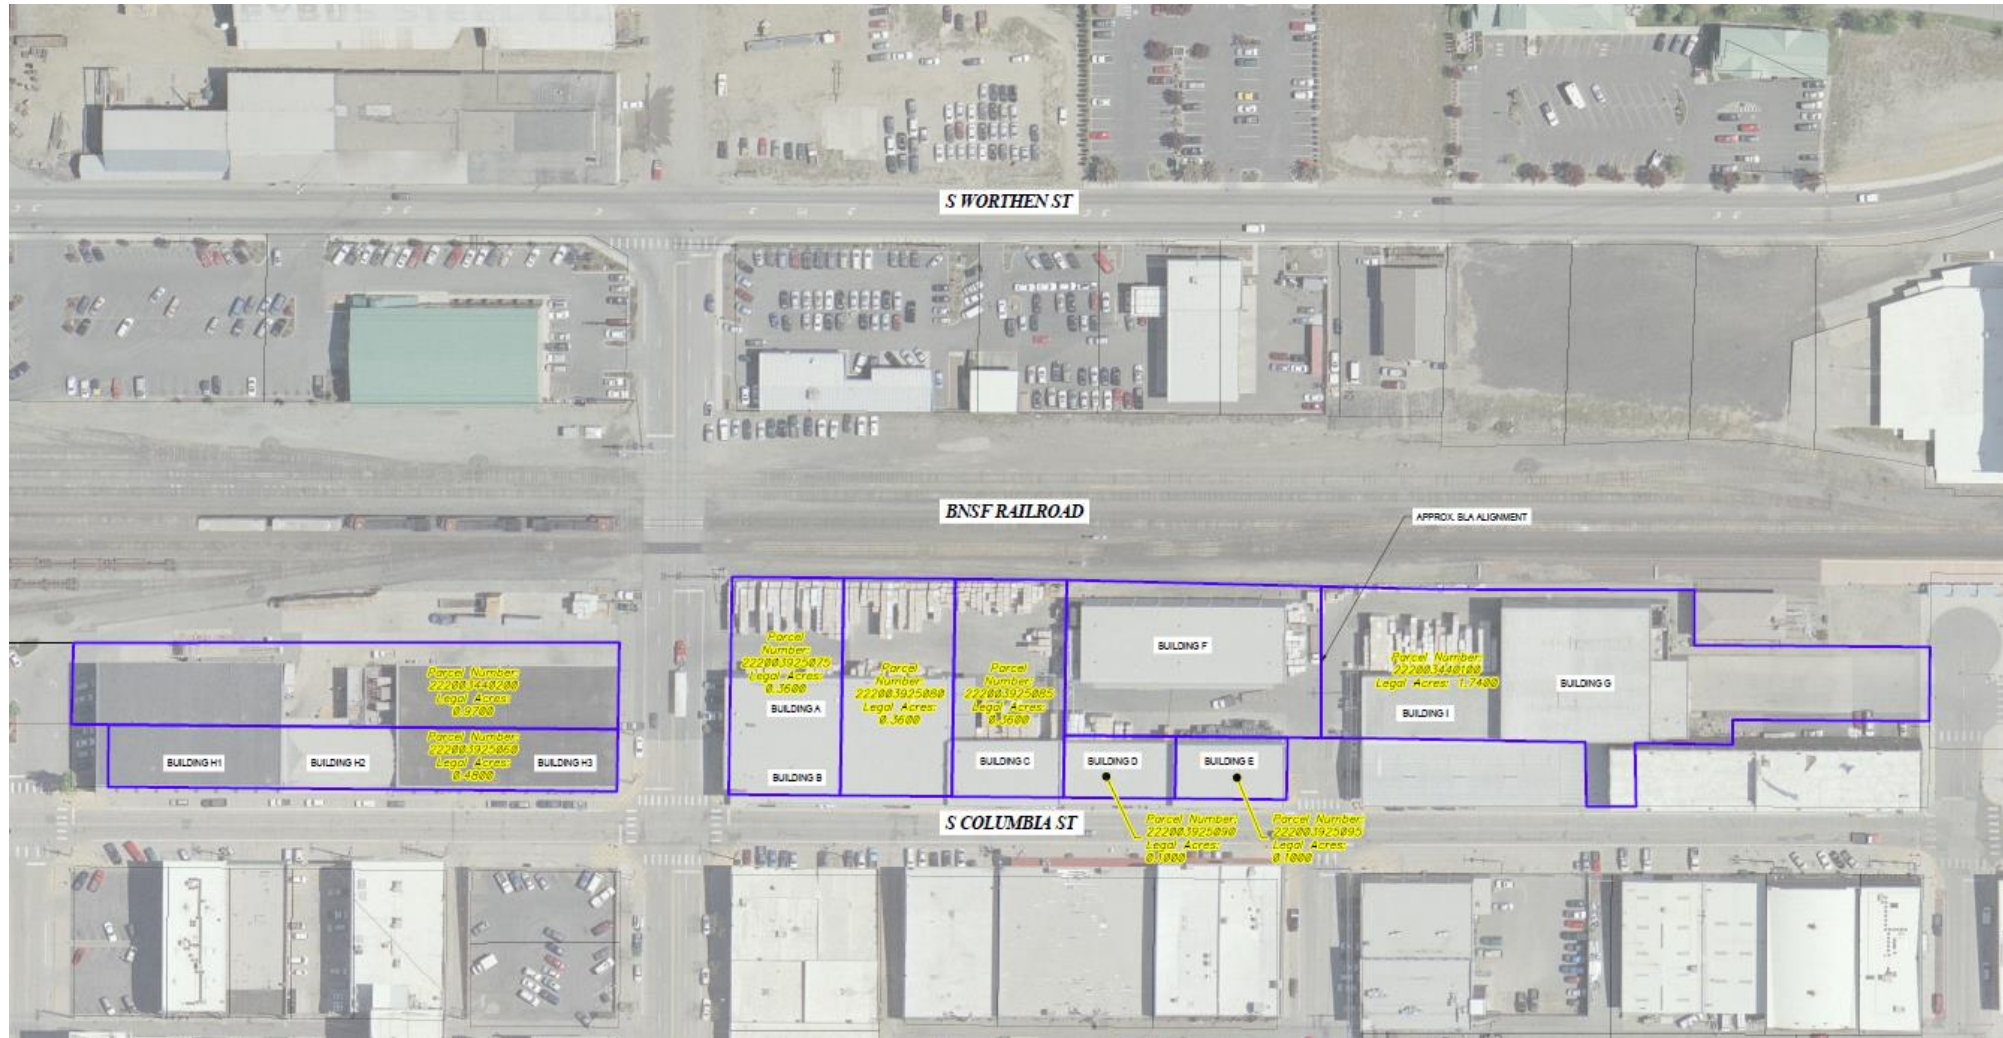 S WORTHEN ST
BNSF RAILROAD
APPROX. BLA ALIGNMENT
Parcel Number:
222003440200
Legal Acres:
0.9700
Parcel Number:
222003925060
Legal Acres:
0.4800
BUILDING H1
BUILDING H2
BUILDING H3
Parcel
Number:
222003925075
Legal Acres:
0.3600
BUILDING A
BUILDING B
Parcel
Number:
222003925080
Legal Acres:
0.3600
Parcel
Number:
222003925085
Legal Acres:
0.3600
BUILDING C
BUILDING F
BUILDING D
BUILDING E
Parcel Number:
222003440100
Legal Acres: 1.7400
BUILDING G
BUILDING I
S COLUMBIA ST
Parcel Number:
222003925090
Legal Acres:
0.1000
Parcel Number:
222003925095
Legal Acres:
0.1000